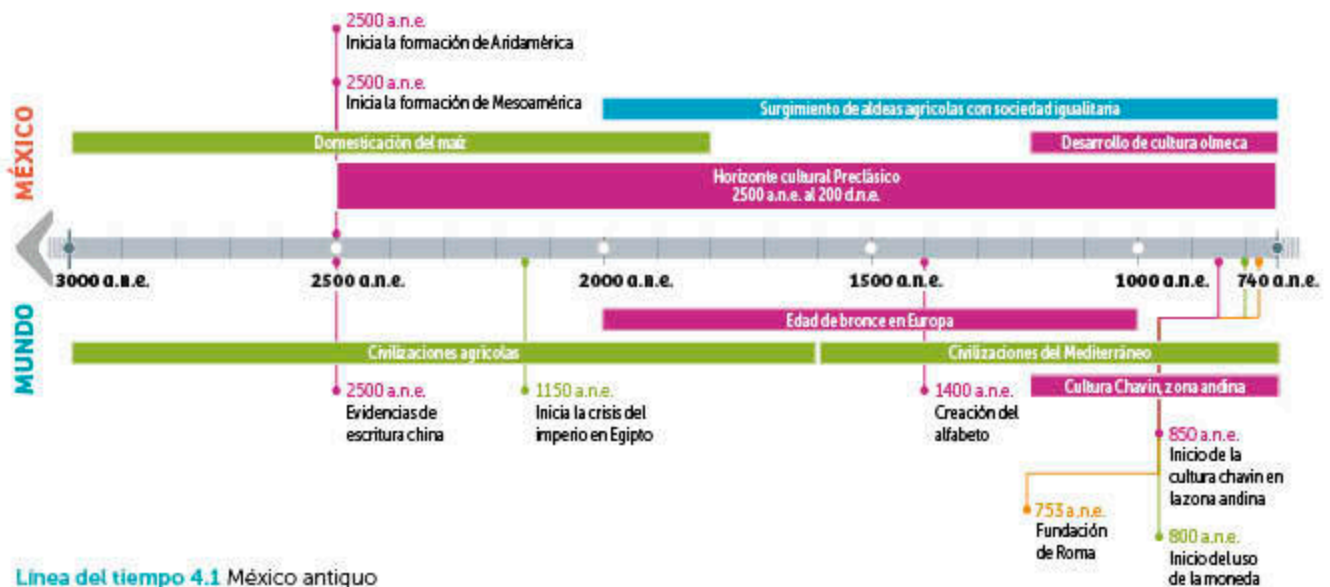 2500 a.n.e.
Inicia la formación de Aridamérica
2500 a.n.e.
Inicia la formación de Mesoamérica
MÉXICO
Surgimiento de aldeas agrícolas con sociedad igualitaria
Domesticación del maíz
Desarrollo de cultura olmeca
Horizonte cultural Preclásico
2500 a.n.e. al 200 d.n.e.
3000 a.n.e.
2500 a.n.e.
2000 a.n.e.
1500 a.n.e.
1000 a.n.e.
740 a.n.e.
MUNDO
Edad de bronce en Europa
Civilizaciones agrícolas
Civilizaciones del Mediterráneo
Cultura Chavin, zona andina
2500 a.n.e.
Evidencias de
escritura china
1150 a.n.e.
Inicia la crisis del
imperio en Egipto
1400 a.n.e.
Creación del
alfabeto
850 a.n.e.
Inicio de la
cultura chavin en
la zona andina
753 a.n.e.
Fundación
de Roma
800 a.n.e.
Inicio del uso
de la moneda
Línea del tiempo 4.1 México antiguo